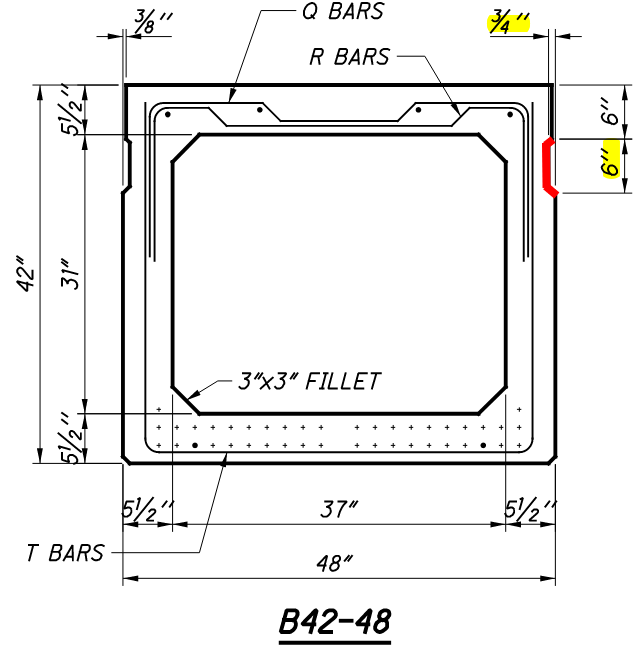 Q BARS
3/8"
3/4"
R BARS
5 1/2"
6"
6"
42"
31"
3"x3" FILLET
5 1/2"
5 1/2"
37"
5 1/2"
T BARS
48"
B42-48